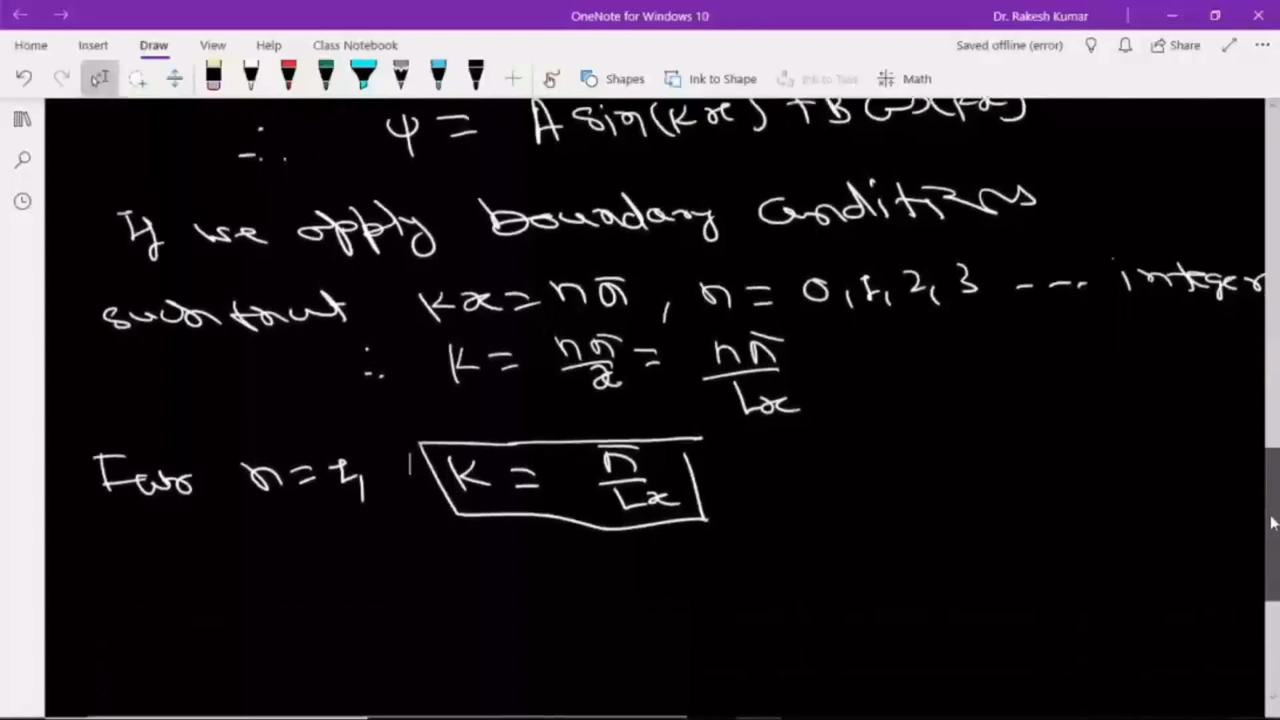 OneNote for Windows 10
Dr. Rakesh Kumar
Home Insert Draw View Help Class Notebook
Saved offline (error) Share
Shapes Ink to Shape Ink to Text Math
∴ ψ = A sin(kx) + B cos(kx)
If we apply boundary conditions
such that kx = nπ, n = 0, 1, 2, 3 ---- integer
∴ k = nπ/x = nπ/Lx
For n=1, k = π/Lx